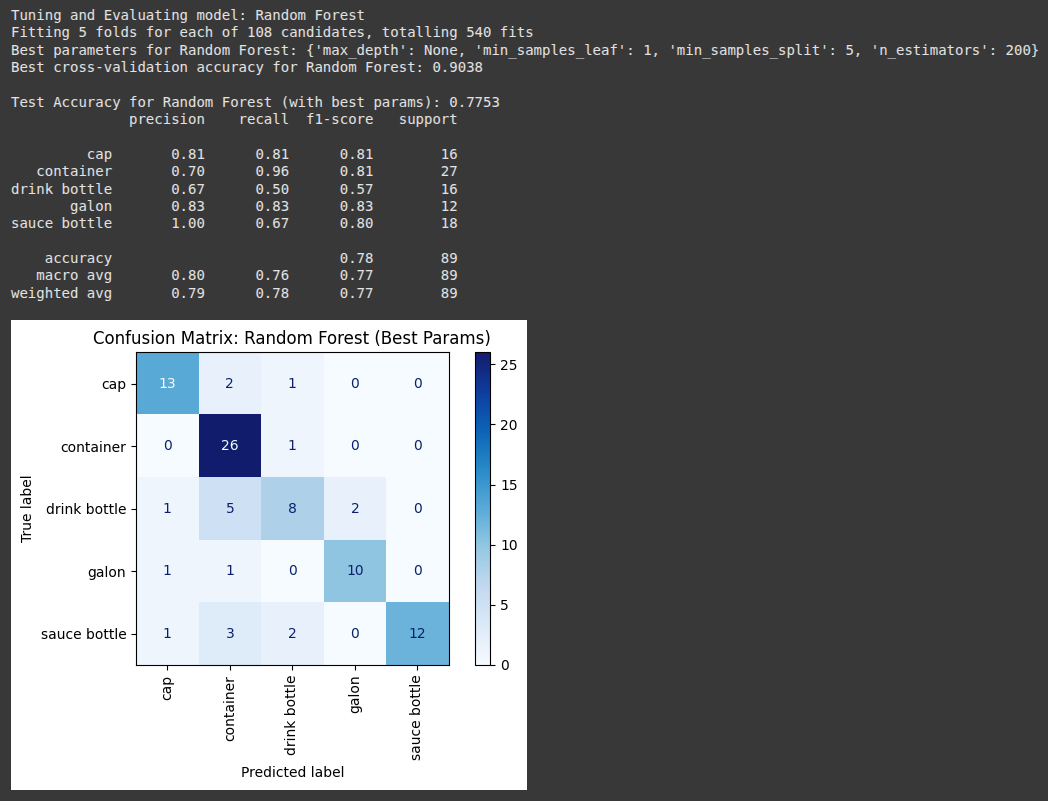 Tuning and Evaluating model: Random Forest
Fitting 5 folds for each of 108 candidates, totalling 540 fits
Best parameters for Random Forest: {'max_depth': None, 'min_samples_leaf': 1, 'min_samples_split': 5, 'n_estimators': 200}
Best cross-validation accuracy for Random Forest: 0.9038
Test Accuracy for Random Forest (with best params): 0.7753
precision recall f1-score support
cap 0.81 0.81 0.81 16
container 0.70 0.96 0.81 27
drink bottle 0.67 0.50 0.57 16
galon 0.83 0.83 0.83 12
sauce bottle 1.00 0.67 0.80 18
accuracy 0.78 89
macro avg 0.80 0.76 0.77 89
weighted avg 0.79 0.78 0.77 89
Confusion Matrix: Random Forest (Best Params)
True label
cap 13 2 1 0 0
container 0 26 1 0 0
drink bottle 1 5 8 2 0
galon 1 1 0 10 0
sauce bottle 1 3 2 0 12
cap container drink bottle galon sauce bottle
Predicted label
25
20
15
10
5
0